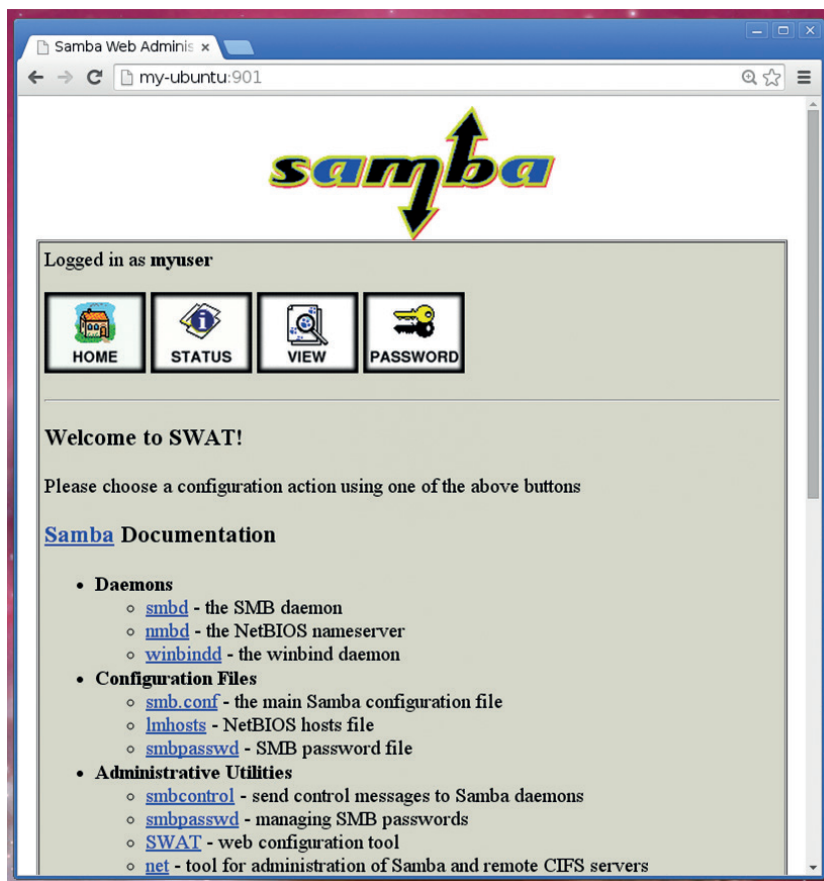 Samba Web Adminis
my-ubuntu:901
samba
Logged in as myuser
HOME STATUS VIEW PASSWORD
Welcome to SWAT!
Please choose a configuration action using one of the above buttons
Samba Documentation
Daemons
smbd - the SMB daemon
nmbd - the NetBIOS nameserver
winbindd - the winbind daemon
Configuration Files
smb.conf - the main Samba configuration file
lmhosts - NetBIOS hosts file
smbpasswd - SMB password file
Administrative Utilities
smbcontrol - send control messages to Samba daemons
smbpasswd - managing SMB passwords
SWAT - web configuration tool
net - tool for administration of Samba and remote CIFS servers